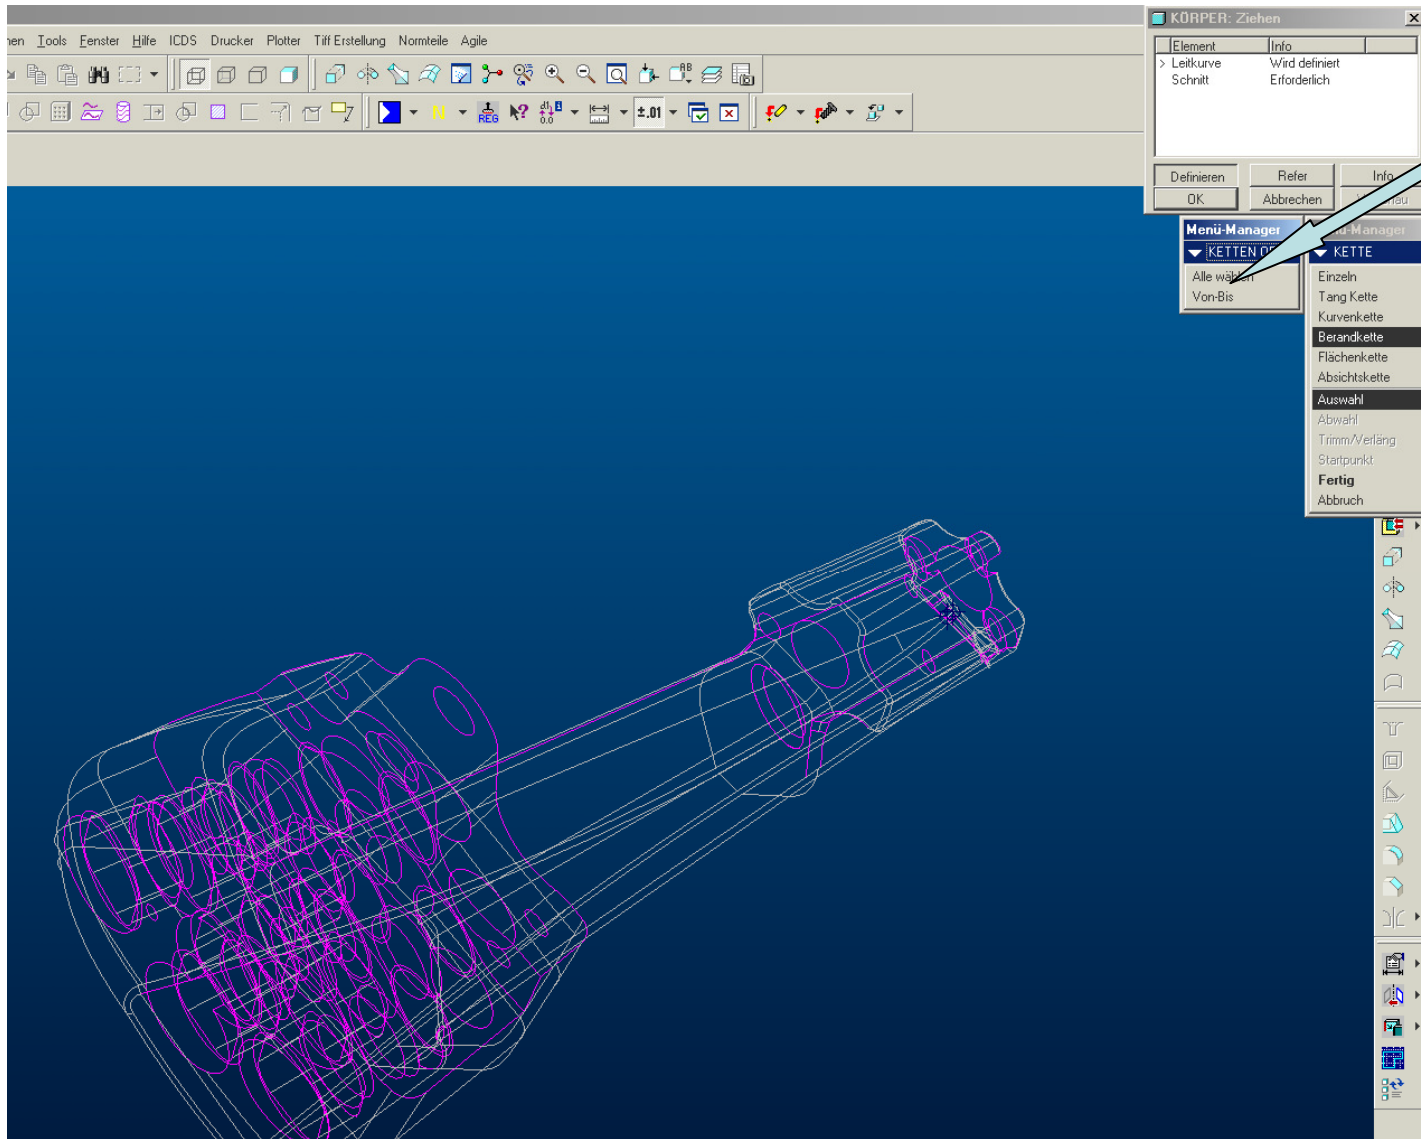 KÖRPER: Ziehen
Tools Fenster Hilfe ICDS Drucker Plotter Tiff Erstellung Normteile Agile
Element Info
> Leitkurve Wird definiert
Schnitt Erforderlich
REG
±.01
Definieren Refer Info
OK Abbrechen
Menü-Manager
KETTEN
KETTE
Alle wählen
Von-Bis
Einzeln
Tang Kette
Kurvenkette
Berandkette
Flächenkette
Absichtskette
Auswahl
Abwahl
Trimm/Verläng
Startpunkt
Fertig
Abbruch